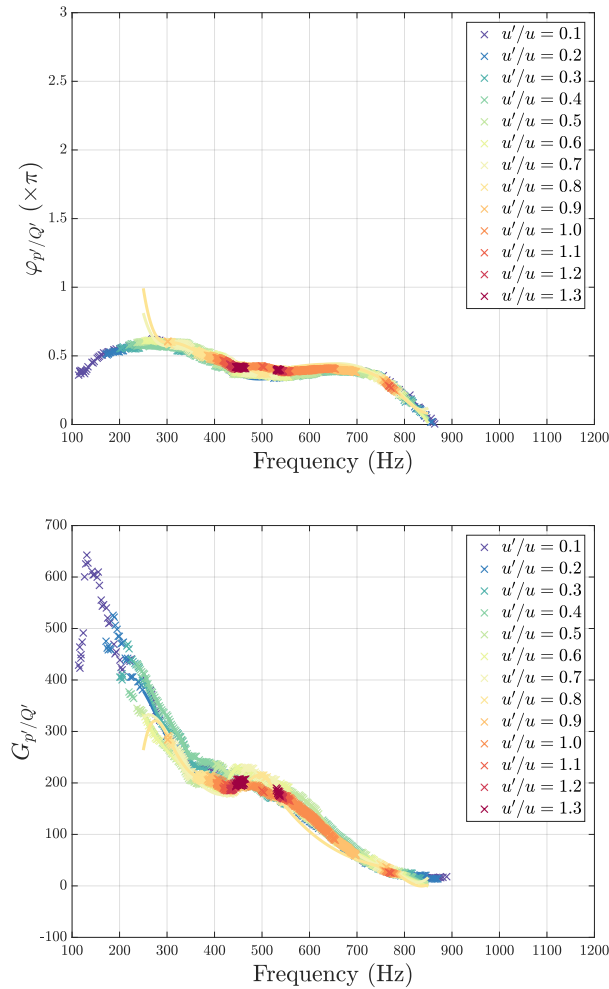 3
2.5
2
1.5
1
0.5
0
φ_{p′/Q′} (×π)
100 200 300 400 500 600 700 800 900 1000 1100 1200
Frequency (Hz)
u′/u = 0.1
u′/u = 0.2
u′/u = 0.3
u′/u = 0.4
u′/u = 0.5
u′/u = 0.6
u′/u = 0.7
u′/u = 0.8
u′/u = 0.9
u′/u = 1.0
u′/u = 1.1
u′/u = 1.2
u′/u = 1.3
700
600
500
400
300
200
100
0
-100
G_{p′/Q′}
100 200 300 400 500 600 700 800 900 1000 1100 1200
Frequency (Hz)
u′/u = 0.1
u′/u = 0.2
u′/u = 0.3
u′/u = 0.4
u′/u = 0.5
u′/u = 0.6
u′/u = 0.7
u′/u = 0.8
u′/u = 0.9
u′/u = 1.0
u′/u = 1.1
u′/u = 1.2
u′/u = 1.3